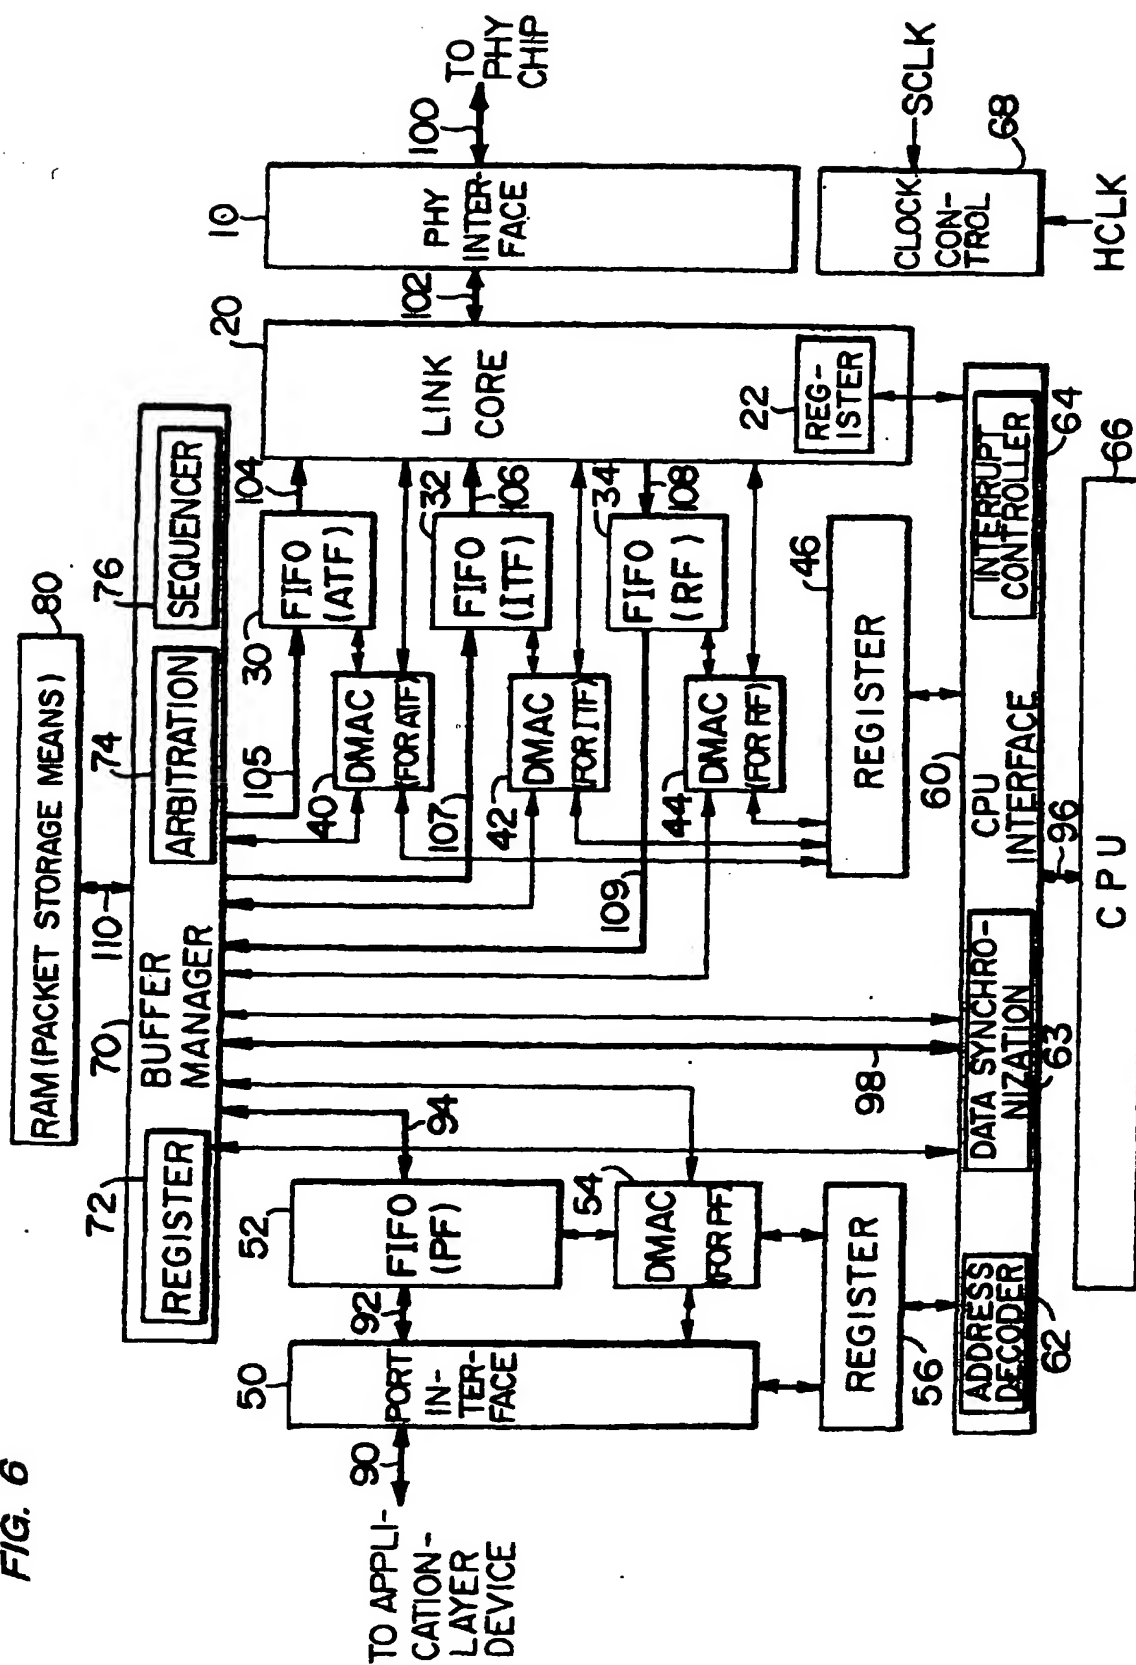 FIG. 6
80
RAM (PACKET STORAGE MEANS)
110
70
BUFFER
MANAGER
72
REGISTER
74
ARBITRATION
76
SEQUENCER
TO APPLI-
CATION-
LAYER
DEVICE
90
50
PORT
IN-
TER-
FACE
92
52
FIFO
(PF)
94
54
DMAC
(FOR PF)
56
REGISTER
98
105
30
FIFO
(ATF)
104
40
DMAC
(FOR ATF)
107
32
FIFO
(ITF)
106
42
DMAC
(FOR ITF)
109
34
FIFO
(RF)
108
44
DMAC
(FOR RF)
46
REGISTER
20
LINK
CORE
22
REG-
ISTER
102
10
PHY
INTER-
FACE
100
TO
PHY
CHIP
CLOCK
CON-
TROL
68
SCLK
HCLK
60
CPU
INTERFACE
ADDRESS
DECODER
62
DATA SYNCHRO-
NIZATION
63
INTERRUPT
CONTROLLER
64
96
CPU
66